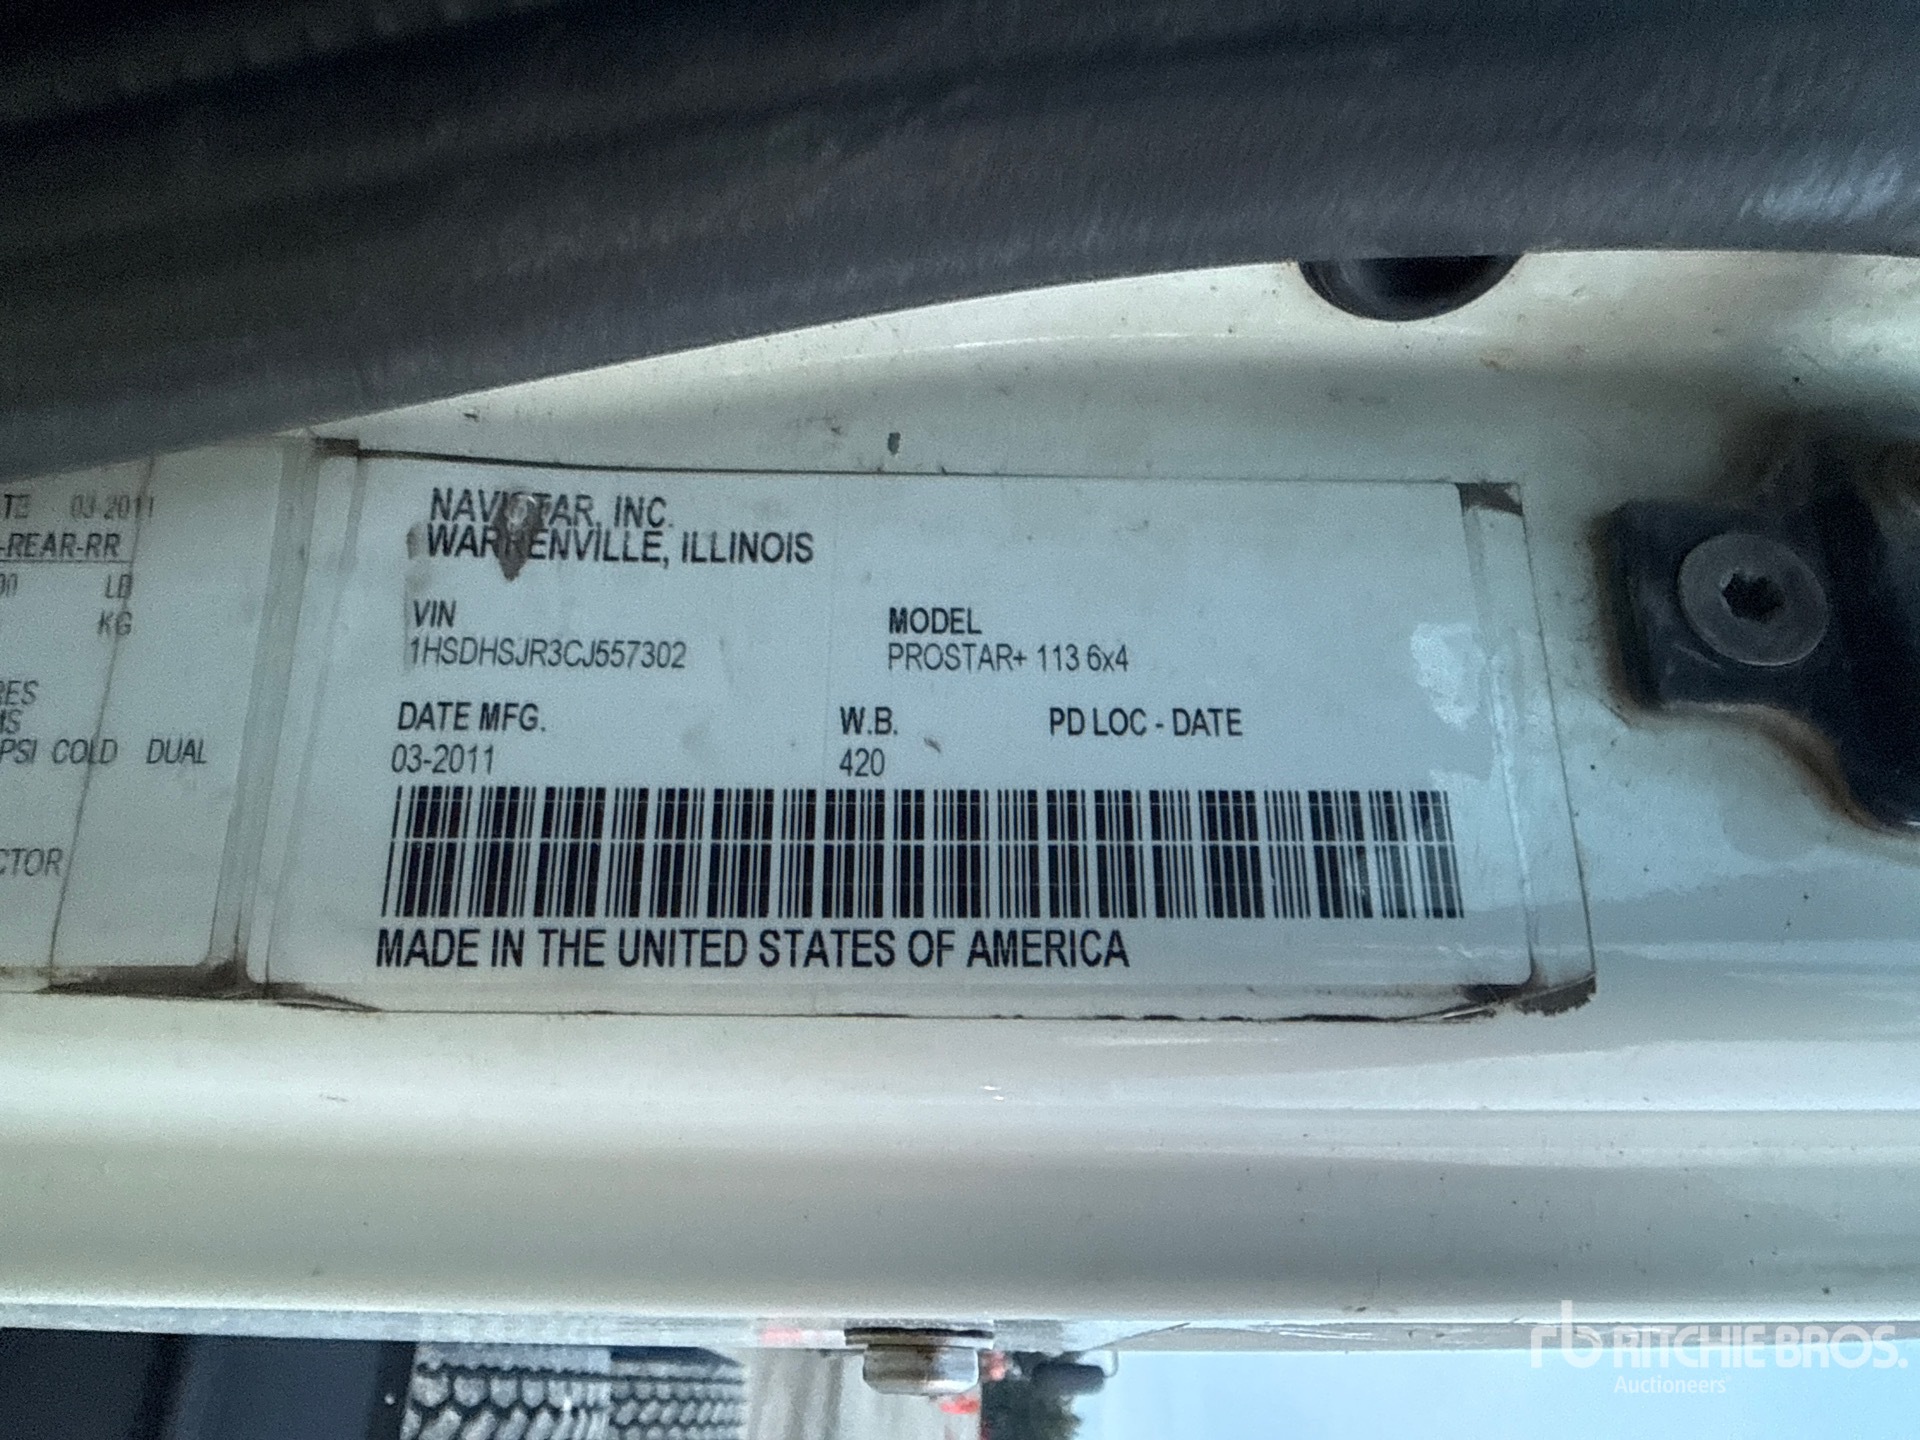 03-2011
-REAR-RR
LB
KG
PSI COLD DUAL
NAVISTAR, INC.
WARRENVILLE, ILLINOIS
VIN
1HSDHSJR3CJ557302
MODEL
PROSTAR+ 113 6x4
DATE MFG.
03-2011
W.B.
420
PD LOC - DATE
MADE IN THE UNITED STATES OF AMERICA
rb RITCHIE BROS.
Auctioneers